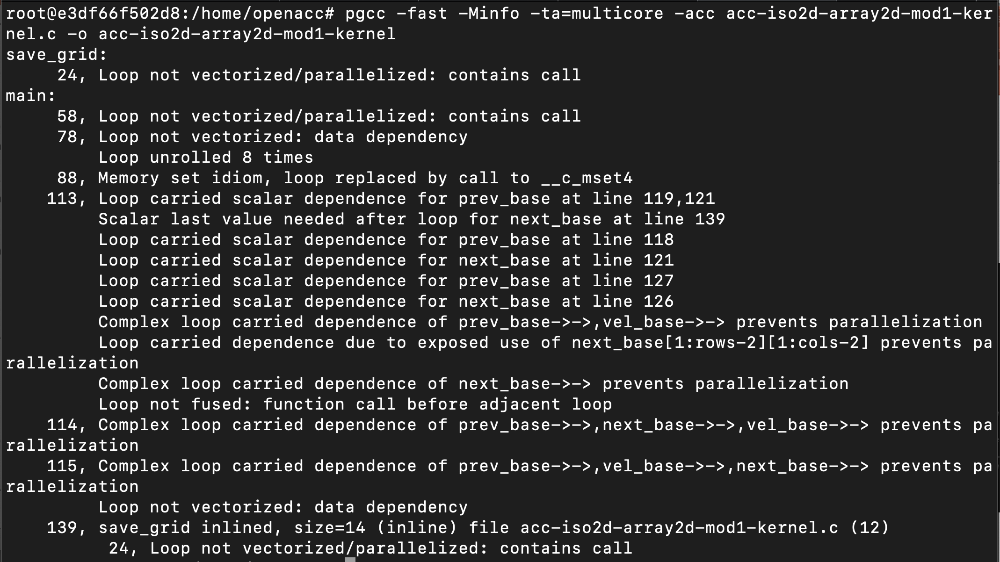 root@e3df66f502d8:/home/openacc# pgcc -fast -Minfo -ta=multicore -acc acc-iso2d-array2d-mod1-ker
nel.c -o acc-iso2d-array2d-mod1-kernel
save_grid:
     24, Loop not vectorized/parallelized: contains call
main:
     58, Loop not vectorized/parallelized: contains call
     78, Loop not vectorized: data dependency
         Loop unrolled 8 times
     88, Memory set idiom, loop replaced by call to __c_mset4
    113, Loop carried scalar dependence for prev_base at line 119,121
         Scalar last value needed after loop for next_base at line 139
         Loop carried scalar dependence for prev_base at line 118
         Loop carried scalar dependence for next_base at line 121
         Loop carried scalar dependence for prev_base at line 127
         Loop carried scalar dependence for next_base at line 126
         Complex loop carried dependence of prev_base->->,vel_base->-> prevents parallelization
         Loop carried dependence due to exposed use of next_base[1:rows-2][1:cols-2] prevents pa
rallelization
         Complex loop carried dependence of next_base->-> prevents parallelization
         Loop not fused: function call before adjacent loop
    114, Complex loop carried dependence of prev_base->->,next_base->->,vel_base->-> prevents pa
rallelization
    115, Complex loop carried dependence of prev_base->->,vel_base->->,next_base->-> prevents pa
rallelization
         Loop not vectorized: data dependency
    139, save_grid inlined, size=14 (inline) file acc-iso2d-array2d-mod1-kernel.c (12)
          24, Loop not vectorized/parallelized: contains call